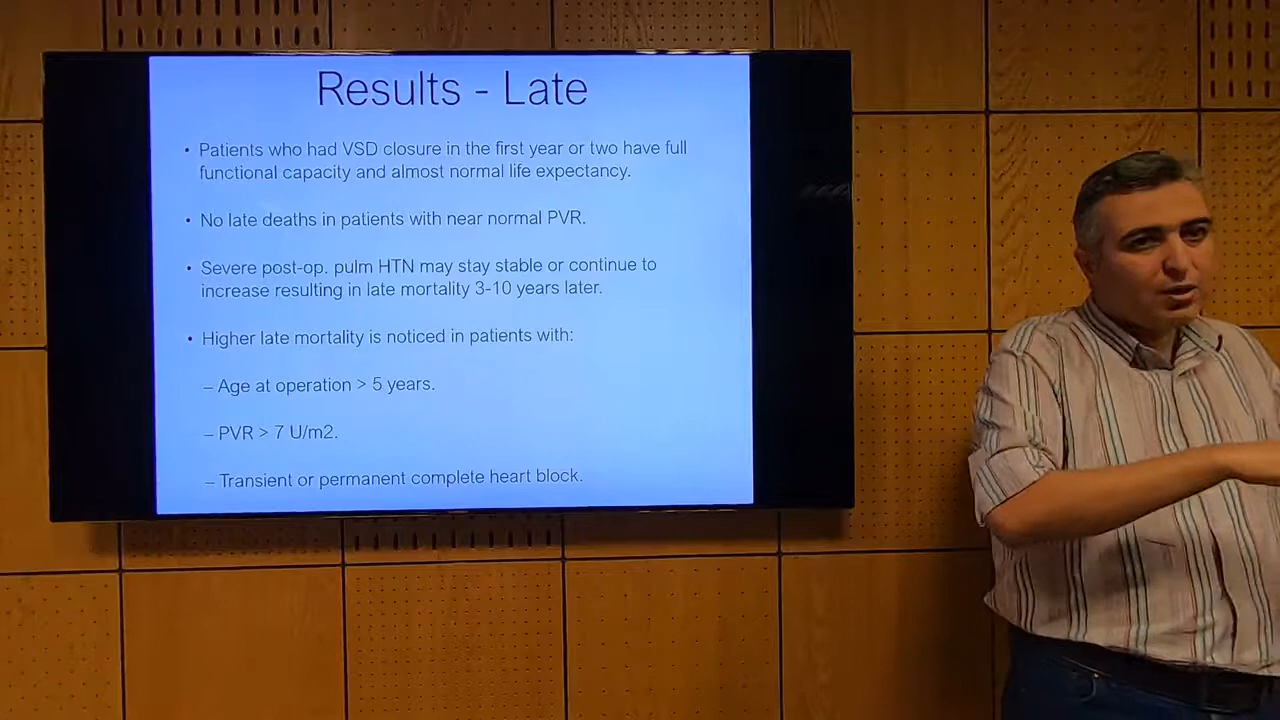 Results - Late
• Patients who had VSD closure in the first year or two have full
functional capacity and almost normal life expectancy.
• No late deaths in patients with near normal PVR.
• Severe post-op. pulm HTN may stay stable or continue to
increase resulting in late mortality 3-10 years later.
• Higher late mortality is noticed in patients with:
– Age at operation > 5 years.
– PVR > 7 U/m2.
– Transient or permanent complete heart block.